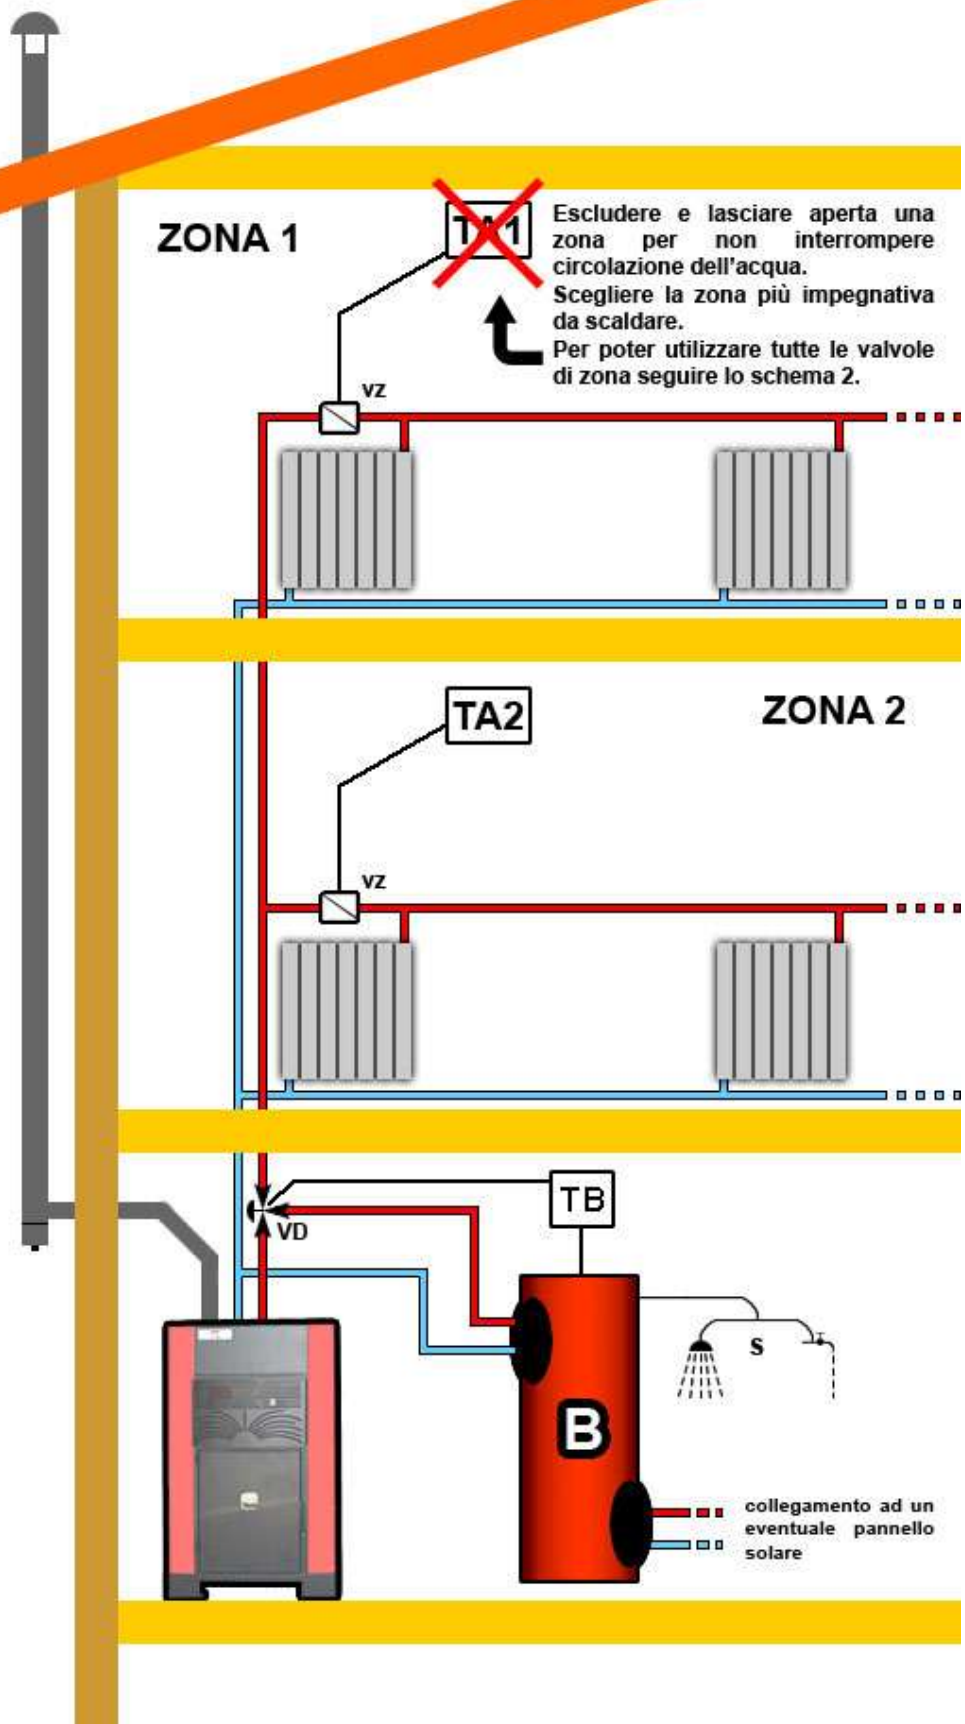 ZONA 1
TA1
Escludere e lasciare aperta una
zona per non interrompere
circolazione dell'acqua.
Scegliere la zona più impegnativa
da scaldare.
Per poter utilizzare tutte le valvole
di zona seguire lo schema 2.
VZ
TA2
ZONA 2
VZ
TB
VD
S
B
collegamento ad un
eventuale pannello
solare